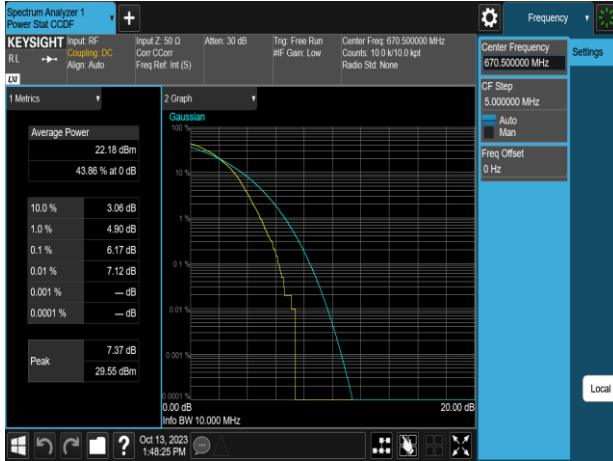 Spectrum Analyzer 1
Power Stat CCDF
+
Frequency
KEYSIGHT
RL
LXI
Input: RF
Coupling: DC
Align: Auto
Input Z: 50 Ω
Corr CCorr
Freq Ref: Int (S)
Atten: 30 dB
Trig: Free Run
#IF Gain: Low
Center Freq: 670.500000 MHz
Counts: 10.0 k/10.0 kpt
Radio Std: None
Center Frequency
670.500000 MHz
Settings
CF Step
5.000000 MHz
Auto
Man
Freq Offset
0 Hz
1 Metrics
Average Power
22.18 dBm
43.86 % at 0 dB
10.0 % 3.06 dB
1.0 % 4.90 dB
0.1 % 6.17 dB
0.01 % 7.12 dB
0.001 % --- dB
0.0001 % --- dB
Peak
7.37 dB
29.55 dBm
2 Graph
Gaussian
100 %
10 %
1 %
0.1 %
0.01 %
0.001 %
0.0001 %
0.00 dB 20.00 dB
Info BW 10.000 MHz
Local
?
Oct 13, 2023
1:48:25 PM